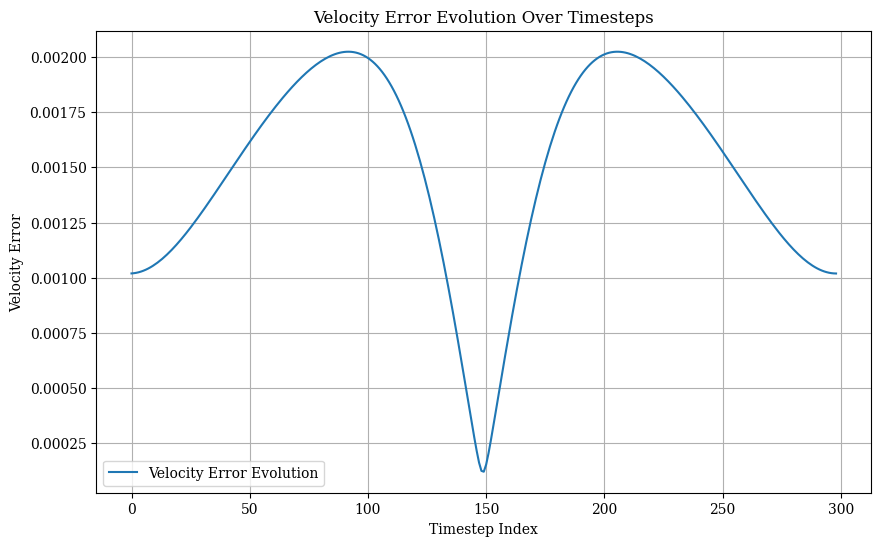 Velocity Error Evolution Over Timesteps
Velocity Error
0.00200
0.00175
0.00150
0.00125
0.00100
0.00075
0.00050
0.00025
Velocity Error Evolution
0 50 100 150 200 250 300
Timestep Index